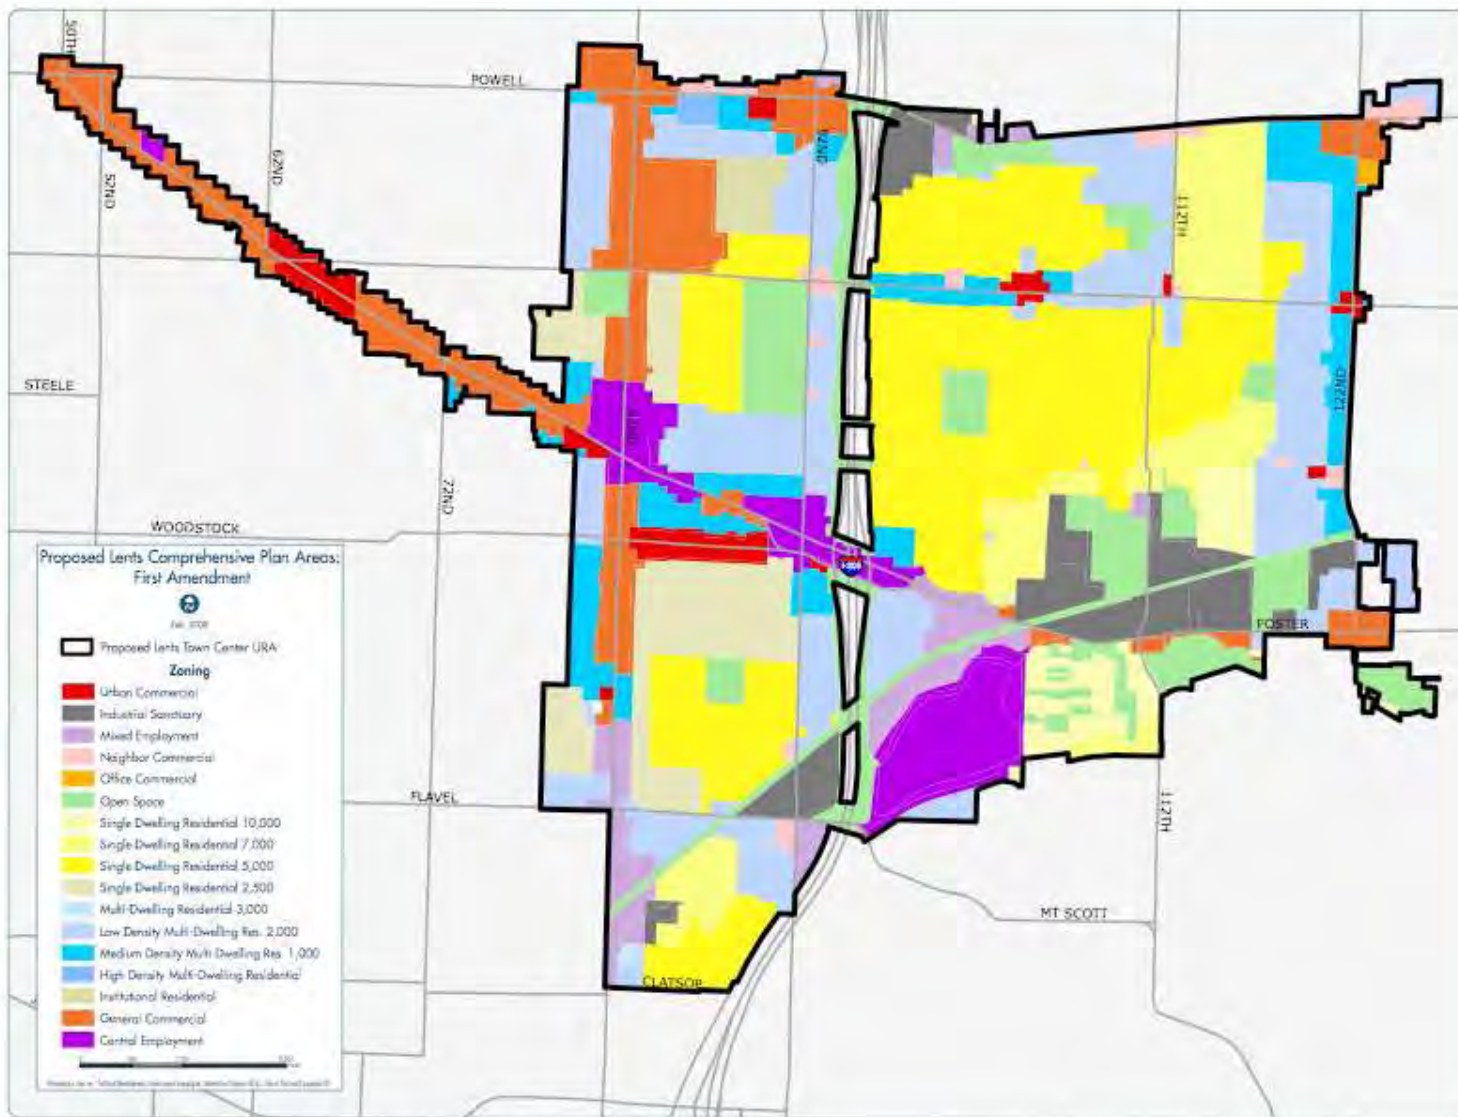 50TH
POWELL
92ND
62ND
52ND
112TH
STEELE
122ND
82ND
72ND
WOODSTOCK
Proposed Lents Comprehensive Plan Areas:
First Amendment
I-205
FOSTER
Proposed Lents Town Center URA
Zoning
Urban Commercial
Industrial Sanctuary
Mixed Employment
Neighbor Commercial
Office Commercial
Open Space
FLAVEL
112TH
Single Dwelling Residential 10,000
Single Dwelling Residential 7,000
Single Dwelling Residential 5,000
Single Dwelling Residential 2,500
Multi-Dwelling Residential 3,000
MT SCOTT
Low Density Multi-Dwelling Res. 2,000
Medium Density Multi Dwelling Res. 1,000
High Density Multi-Dwelling Residential
CLATSOP
Institutional Residential
General Commercial
Central Employment